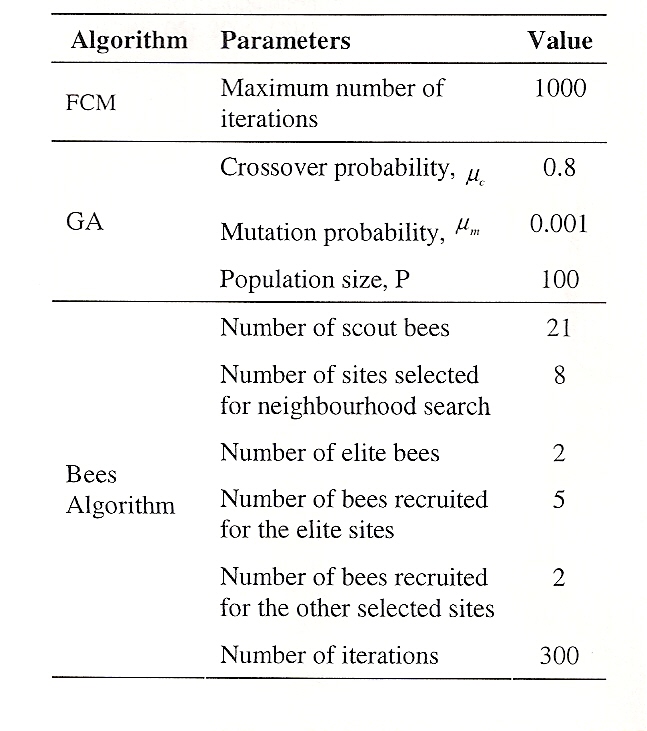 Algorithm Parameters Value
Maximum number of 1000
FCM
iterations
Crossover probability, μc 0.8
GA
Mutation probability, μm 0.001
Population size, P 100
Number of scout bees 21
Number of sites selected 8
for neighbourhood search
Number of elite bees 2
Bees
Algorithm
Number of bees recruited 5
for the elite sites
Number of bees recruited 2
for the other selected sites
Number of iterations 300